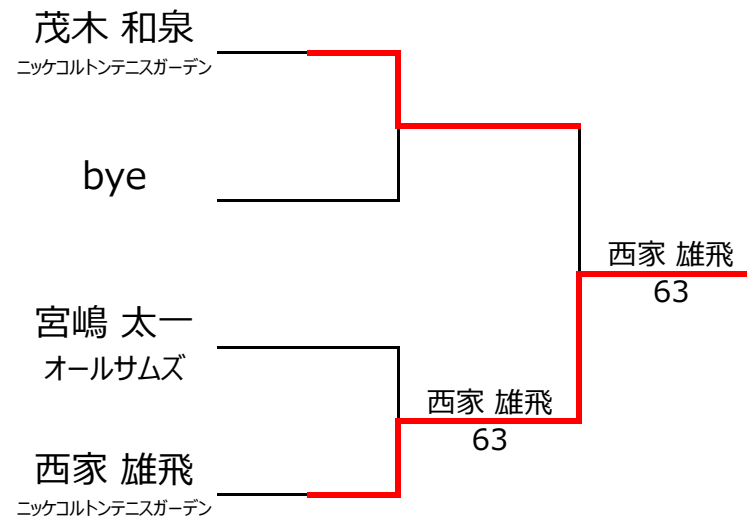 茂木 和泉
ニッケコルトンテニスガーデン
bye
西家 雄飛
63
宮嶋 太一
オールサムズ
西家 雄飛
63
西家 雄飛
ニッケコルトンテニスガーデン